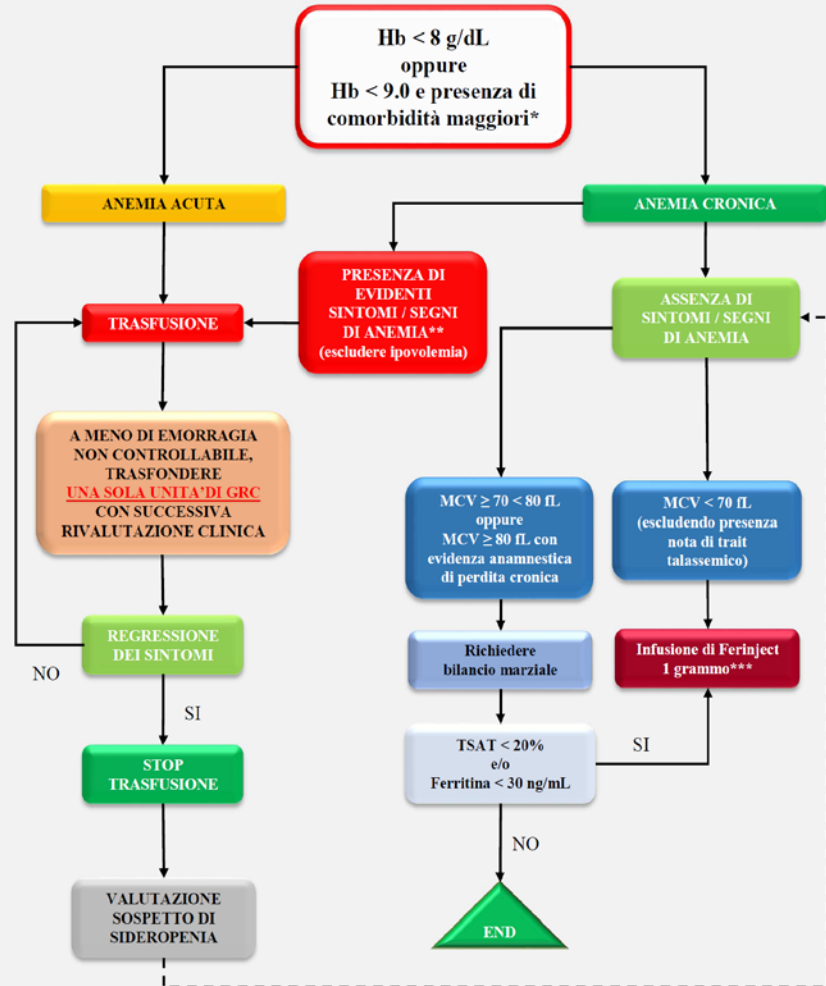 Hb < 8 g/dL
oppure
Hb < 9.0 e presenza di
comorbidità maggiori*
ANEMIA ACUTA
ANEMIA CRONICA
PRESENZA DI
EVIDENTI
SINTOMI / SEGNI
DI ANEMIA**
(escludere ipovolemia)
ASSENZA DI
SINTOMI / SEGNI
DI ANEMIA
TRASFUSIONE
A MENO DI EMORRAGIA
NON CONTROLLABILE,
TRASFONDERE
UNA SOLA UNITA'DI GRC
CON SUCCESSIVA
RIVALUTAZIONE CLINICA
MCV ≥ 70 < 80 fL
oppure
MCV ≥ 80 fL con
evidenza anamnestica
di perdita cronica
MCV < 70 fL
(escludendo presenza
nota di trait
talassemico)
REGRESSIONE
DEI SINTOMI
NO
SI
Richiedere
bilancio marziale
Infusione di Ferinject
1 grammo***
STOP
TRASFUSIONE
TSAT < 20%
e/o
Ferritina < 30 ng/mL
SI
NO
VALUTAZIONE
SOSPETTO DI
SIDEROPENIA
END